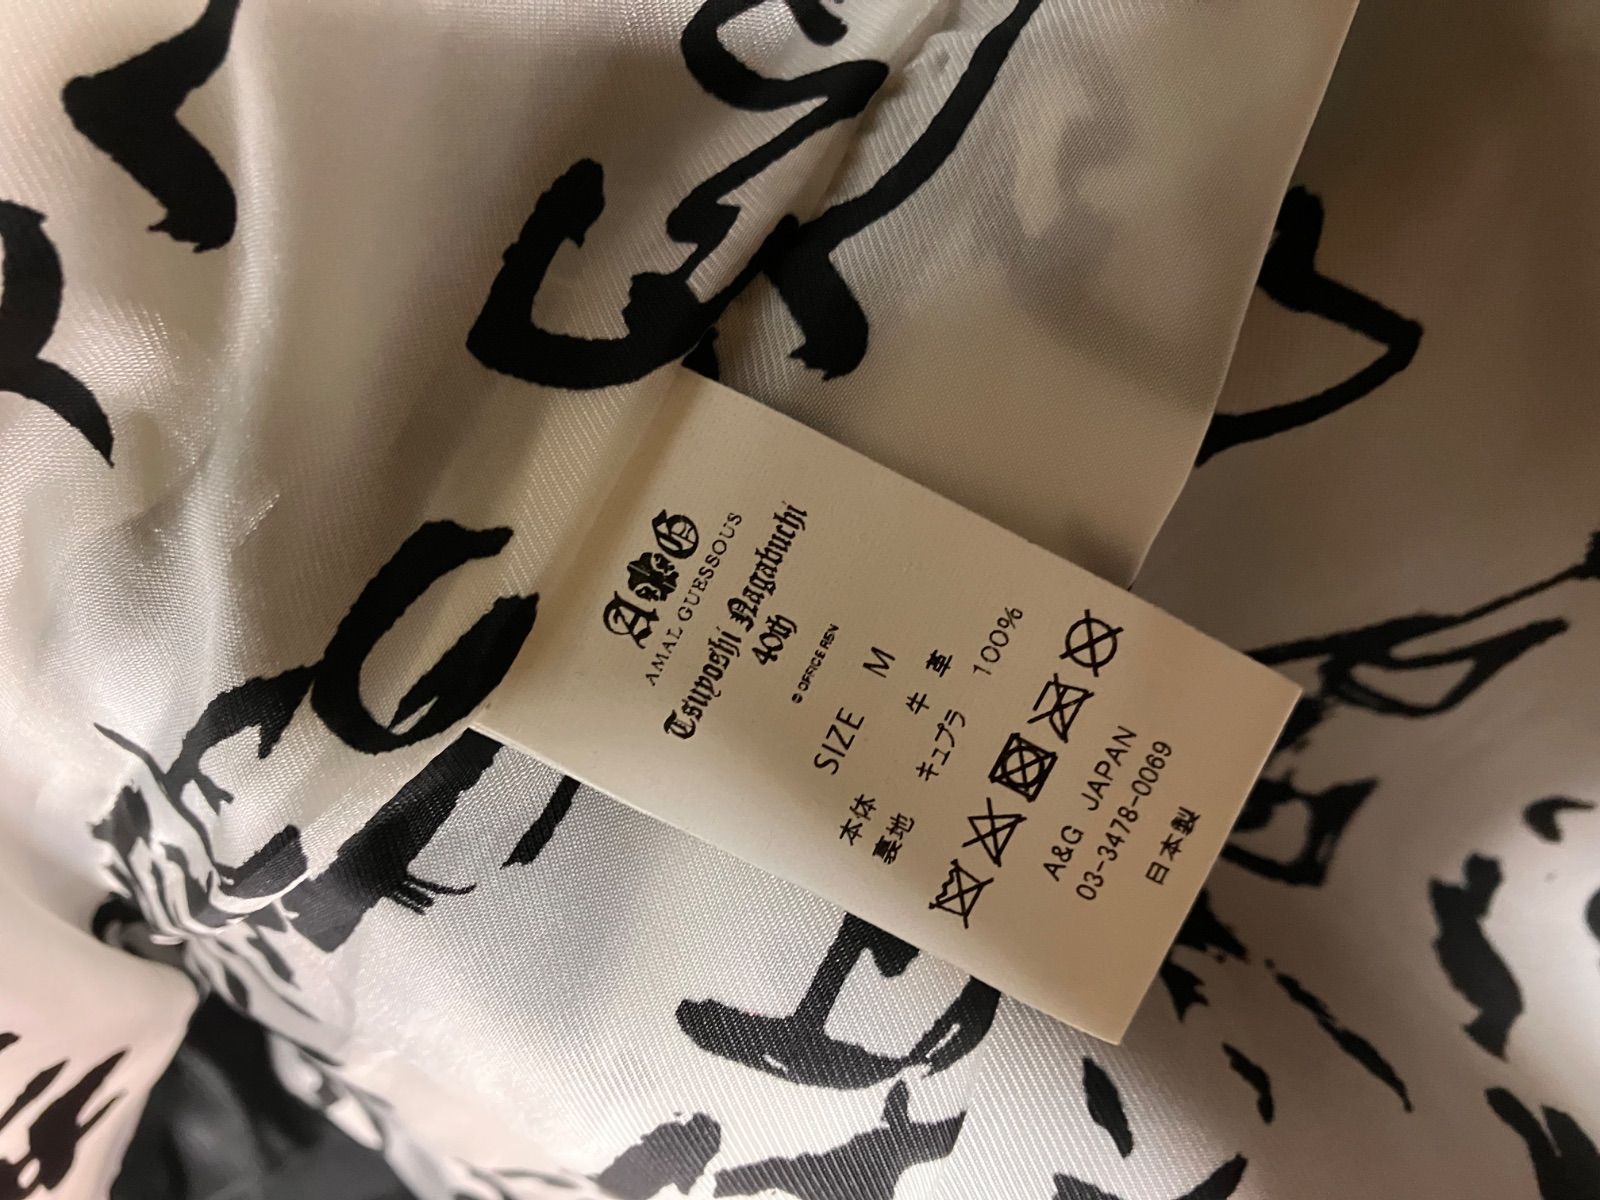 A&G
AMAL GUESSOUS
Tsuyoshi Nagabuchi
40th
© OFFICE REN
SIZE M
本体 牛革
裏地 キュプラ 100%
A&G JAPAN
03-3478-0069
日本製